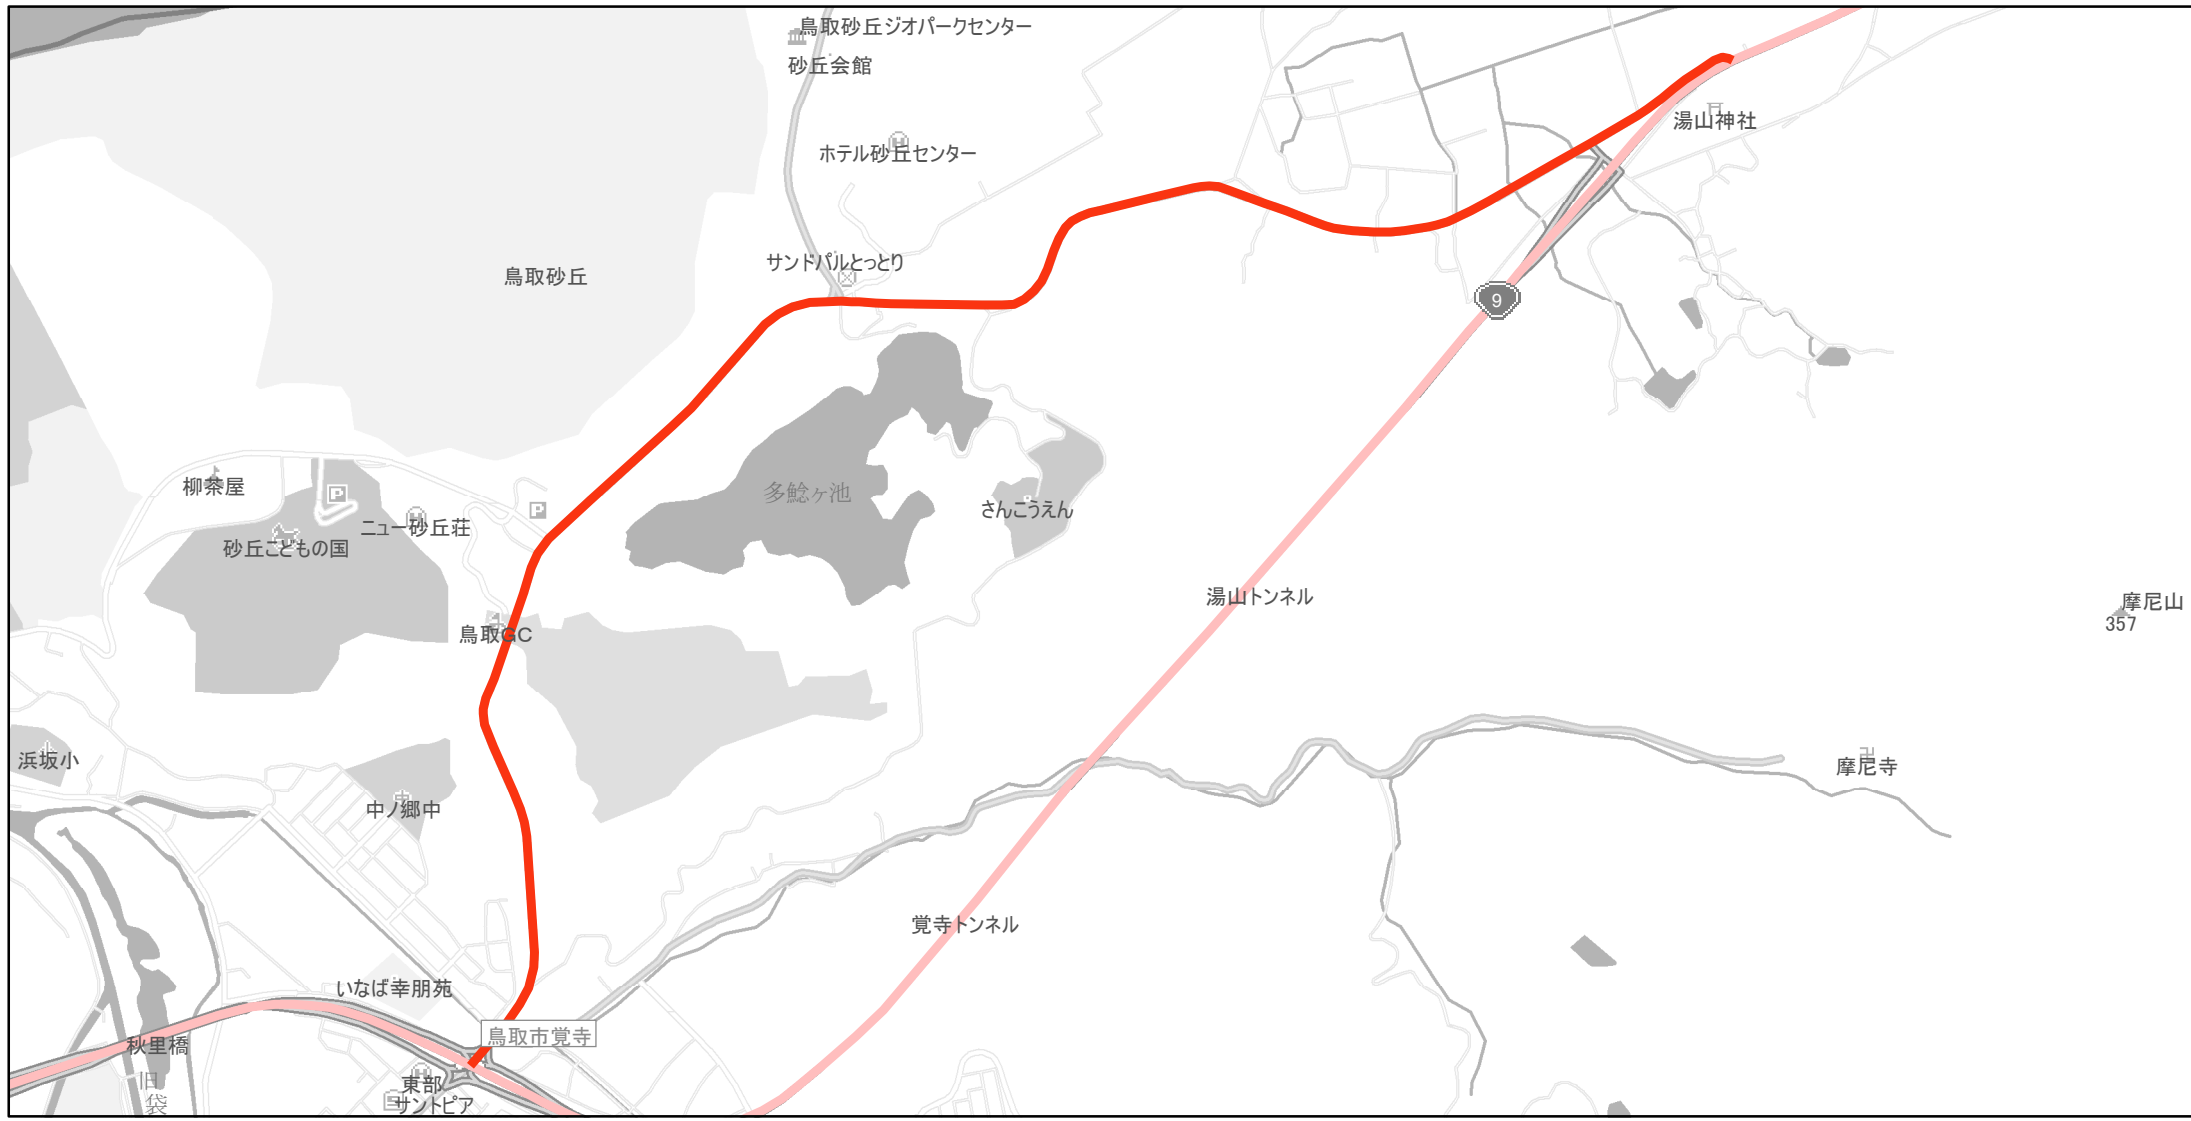 鳥取砂丘ジオパークセンター
砂丘会館
湯山神社
ホテル砂丘センター
サンドパルとっとり
鳥取砂丘
9
柳茶屋
多鯰ヶ池
さんこうえん
ニュー砂丘荘
砂丘こどもの国
湯山トンネル
摩尼山
357
鳥取GC
浜坂小
摩尼寺
中ノ郷中
覚寺トンネル
いなば幸朋苑
鳥取市覚寺
秋里橋
旧
袋
東部
サントピア